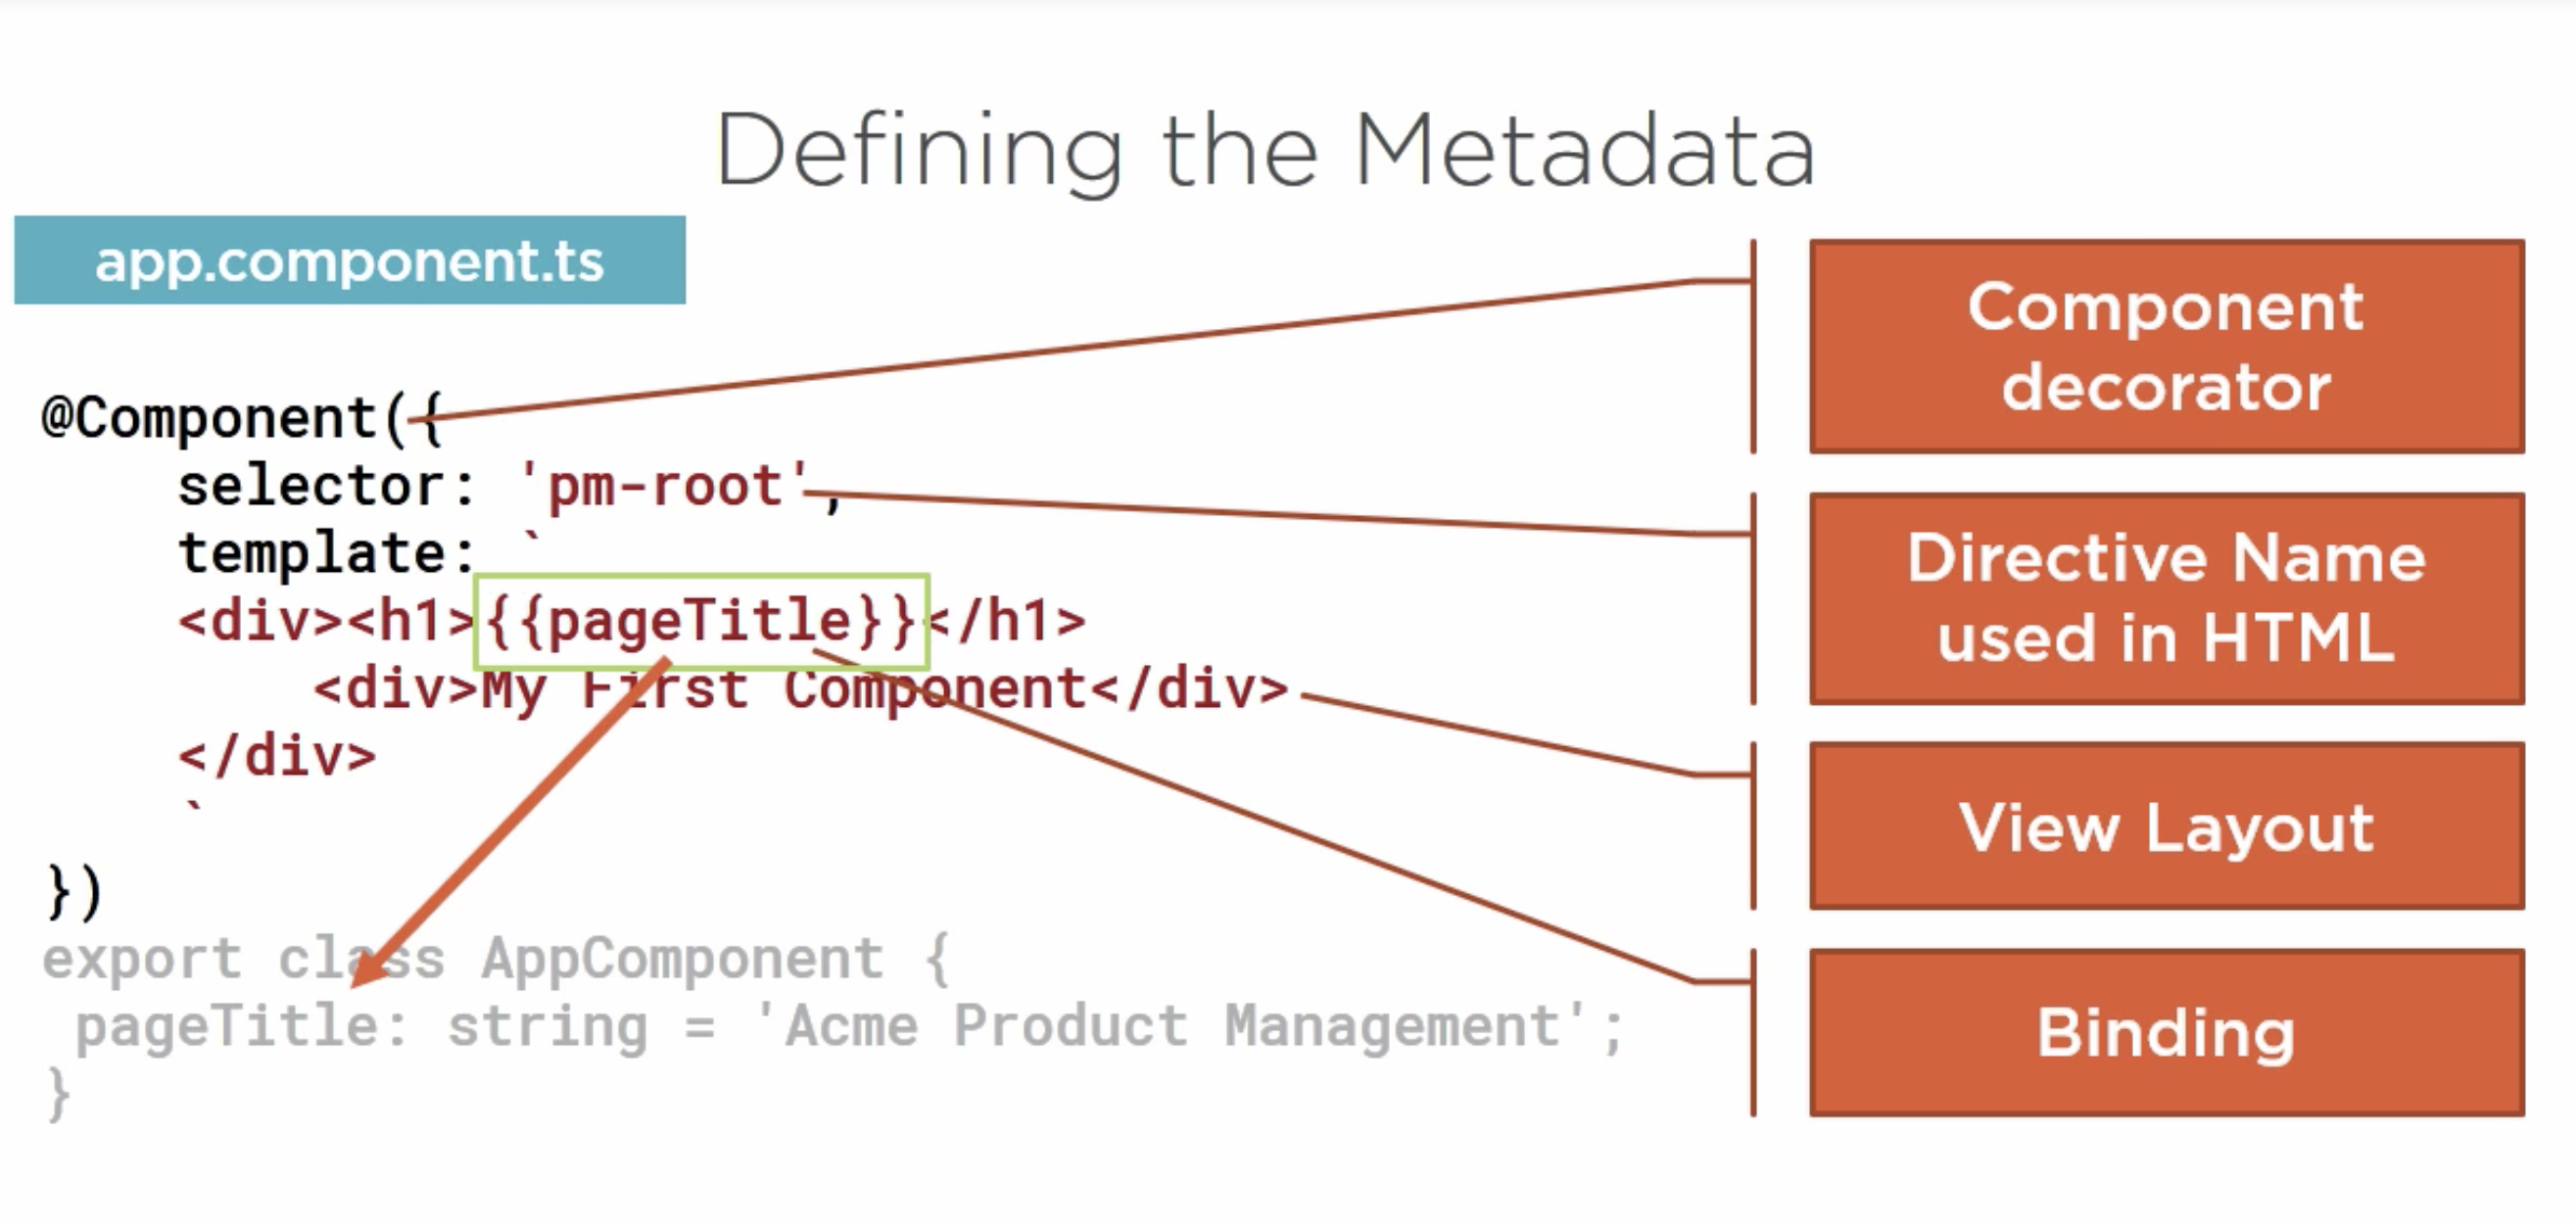 Defining the Metadata
app.component.ts
@Component({
selector: 'pm-root',
template: `
<div><h1>{{pageTitle}}</h1>
<div>My First Component</div>
</div>
`
})
export class AppComponent {
pageTitle: string = 'Acme Product Management';
}
Component
decorator
Directive Name
used in HTML
View Layout
Binding